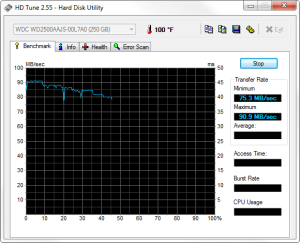 HD Tune 2.55 - Hard Disk Utility
WDC WD2500AAJS-00L7A0 (250 GB)
100 °F
Exit
Benchmark
Info
Health
Error Scan
MB/sec
ms
100
90
80
70
60
50
40
30
20
10
0
50
45
40
35
30
25
20
15
10
5
0 10 20 30 40 50 60 70 80 90 100%
Stop
Transfer Rate
Minimum
75.3 MB/sec
Maximum
90.9 MB/sec
Average:
Access Time:
Burst Rate
CPU Usage